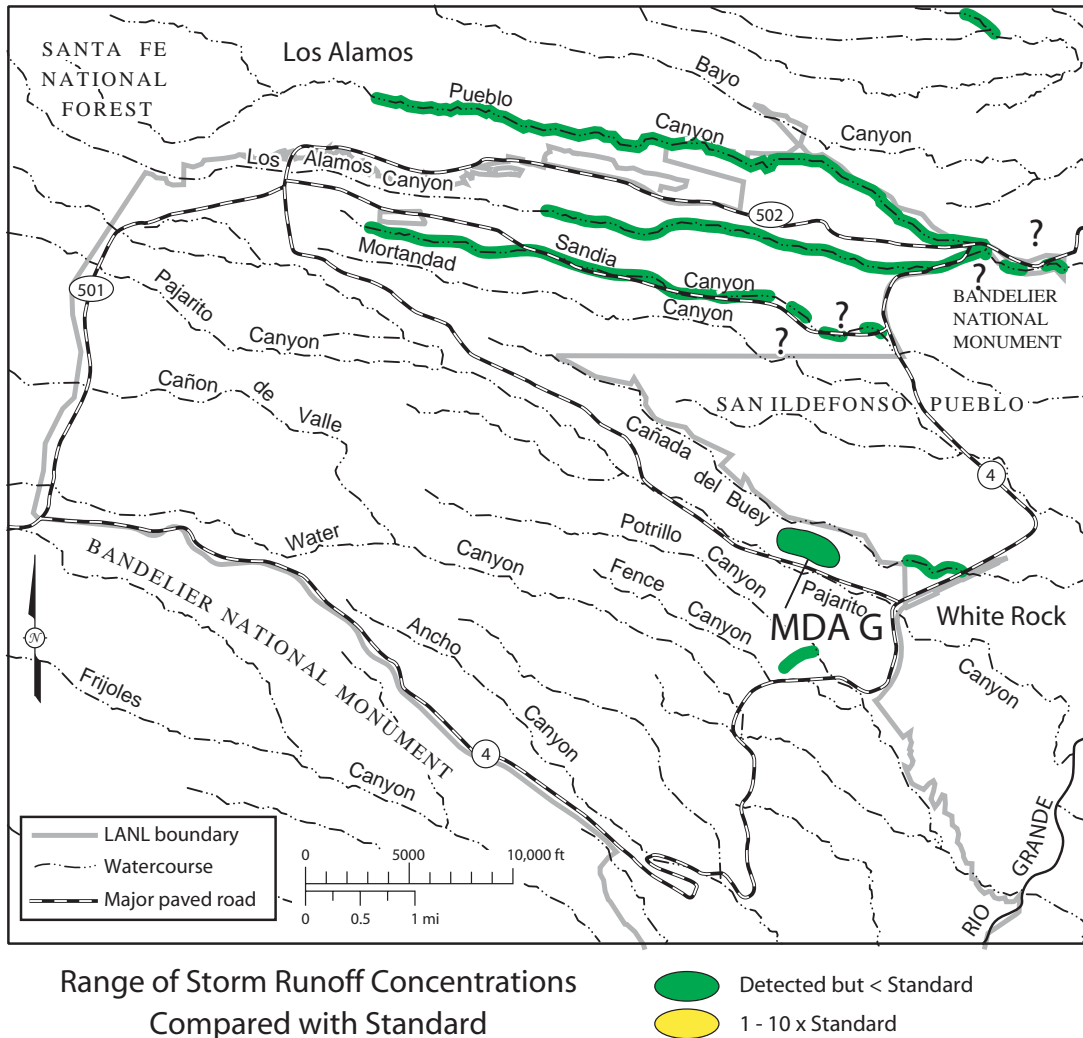 SANTA FE
NATIONAL
FOREST
Los Alamos
Bayo
Canyon
Pueblo
Canyon
Los Alamos
Canyon
502
501
Mortandad
Canyon
Sandia
Canyon
?
?
?
?
BANDELIER
NATIONAL
MONUMENT
Pajarito
Canyon
Cañon
de
Valle
SAN ILDEFONSO PUEBLO
Cañada
del Buey
4
Potrillo
Canyon
Water
Canyon
Fence
Canyon
Pajarito
MDA G
White Rock
Canyon
BANDELIER NATIONAL MONUMENT
Ancho
Canyon
Frijoles
Canyon
4
RIO GRANDE
N
LANL boundary
Watercourse
Major paved road
0 5000 10,000 ft
0 0.5 1 mi
Range of Storm Runoff Concentrations
Compared with Standard
Detected but < Standard
1 - 10 x Standard